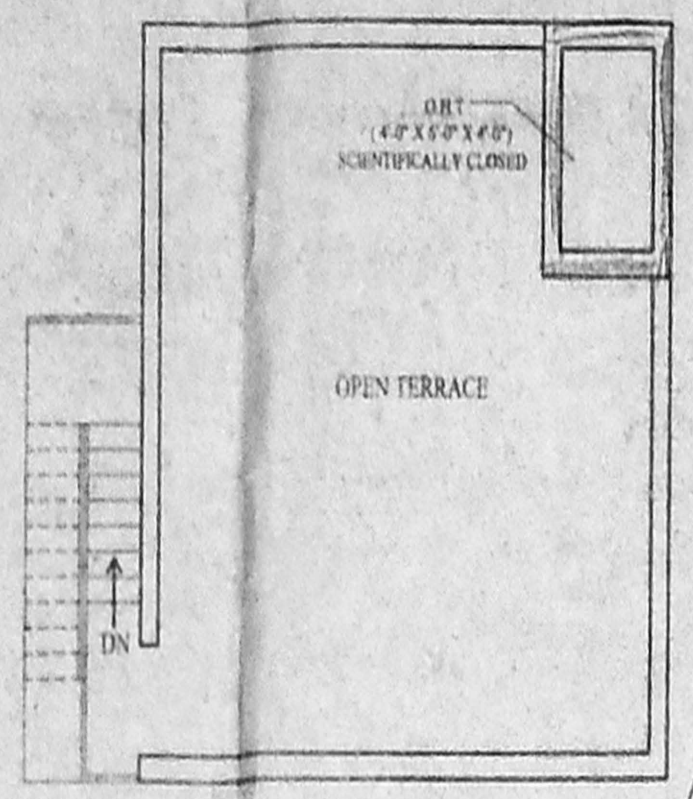 O.H.T
(4'-0" X 5'-0" X 4'-0")
SCIENTIFICALLY CLOSED
OPEN TERRACE
DN